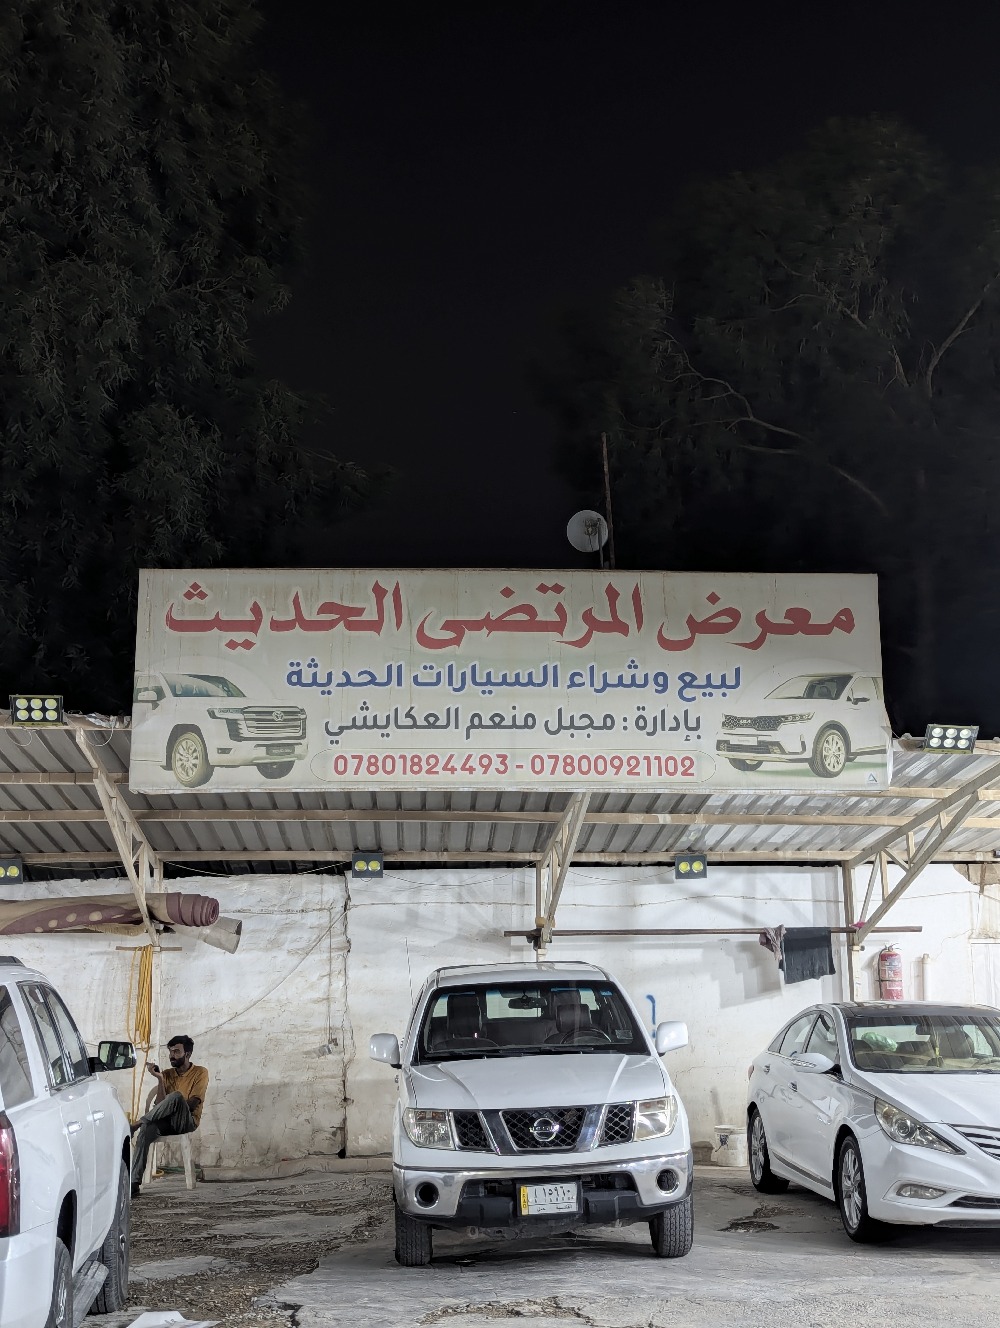 معرض المرتضى الحديث
لبيع وشراء السيارات الحديثة
بإدارة : مجبل منعم العكايشي
07801824493 - 07800921102